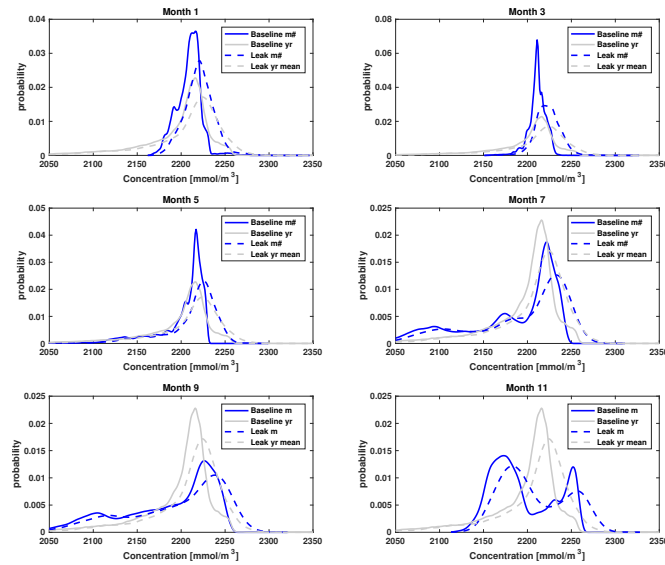 Month 1
probability
0.04
0.03
0.02
0.01
0
2050 2100 2150 2200 2250 2300 2350
Concentration [mmol/m³]
Baseline m#
Baseline yr
Leak m#
Leak yr mean
Month 3
probability
0.08
0.06
0.04
0.02
0
2050 2100 2150 2200 2250 2300 2350
Concentration [mmol/m³]
Baseline m#
Baseline yr
Leak m#
Leak yr mean
Month 5
probability
0.05
0.04
0.03
0.02
0.01
0
2050 2100 2150 2200 2250 2300 2350
Concentration [mmol/m³]
Baseline m#
Baseline yr
Leak m#
Leak yr mean
Month 7
probability
0.025
0.02
0.015
0.01
0.005
0
2050 2100 2150 2200 2250 2300 2350
Concentration [mmol/m³]
Baseline m#
Baseline yr
Leak m#
Leak yr mean
Month 9
probability
0.025
0.02
0.015
0.01
0.005
0
2050 2100 2150 2200 2250 2300 2350
Concentration [mmol/m³]
Baseline m
Baseline yr
Leak m
Leak yr mean
Month 11
probability
0.025
0.02
0.015
0.01
0.005
0
2050 2100 2150 2200 2250 2300 2350
Concentration [mmol/m³]
Baseline m
Baseline yr
Leak m
Leak yr mean